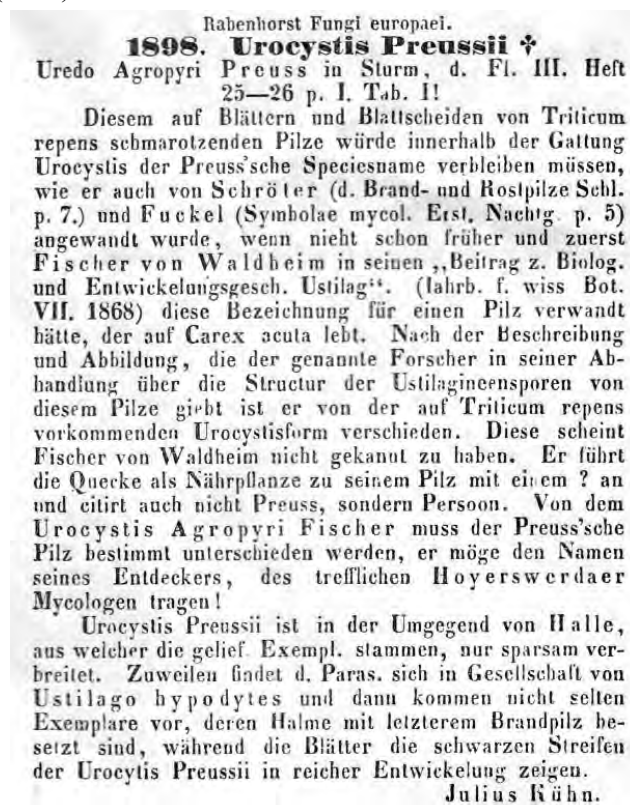 Rabenhorst Fungi europaei.
1898. Urocystis Preussii †
Uredo Agropyri Preuss in Sturm, d. Fl. III. Heft
25—26 p. I. Tab. I!
Diesem auf Blättern und Blattscheiden von Triticum
repens schmarotzenden Pilze würde innerhalb der Gattung
Urocystis der Preuss'sche Speciesname verbleiben müssen,
wie er auch von Schröter (d. Brand- und Rostpilze Schl.
p. 7.) und Fuckel (Symbolae mycol. Erst. Nachtg. p. 5)
angewandt wurde, wenn nicht schon früher und zuerst
Fischer von Waldheim in seinen „Beitrag z. Biolog.
und Entwickelungsgesch. Ustilag“. (Iahrb. f. wiss Bot.
VII. 1868) diese Bezeichnung für einen Pilz verwandt
hätte, der auf Carex acuta lebt. Nach der Beschreibung
und Abbildung, die der genannte Forscher in seiner Ab-
handlung über die Structur der Ustilagineensporen von
diesem Pilze giebt ist er von der auf Triticum repens
vorkommenden Urocystisform verschieden. Diese scheint
Fischer von Waldheim nicht gekannt zu haben. Er führt
die Quecke als Nährpflanze zu seinem Pilz mit einem ? an
und citirt auch nicht Preuss, sondern Persoon. Von dem
Urocystis Agropyri Fischer muss der Preuss'sche
Pilz bestimmt unterschieden werden, er möge den Namen
seines Entdeckers, des trefflichen Hoyerswerdaer
Mycologen tragen!
Urocystis Preussii ist in der Umgegend von Halle,
aus welcher die gelief. Exempl. stammen, nur sparsam ver-
breitet. Zuweilen findet d. Paras. sich in Gesellschaft von
Ustilago hypodytes und dann kommen nicht selten
Exemplare vor, deren Halme mit letzterem Brandpilz be-
setzt sind, während die Blätter die schwarzen Streifen
der Urocytis Preussii in reicher Entwickelung zeigen.
Julius Kühn.